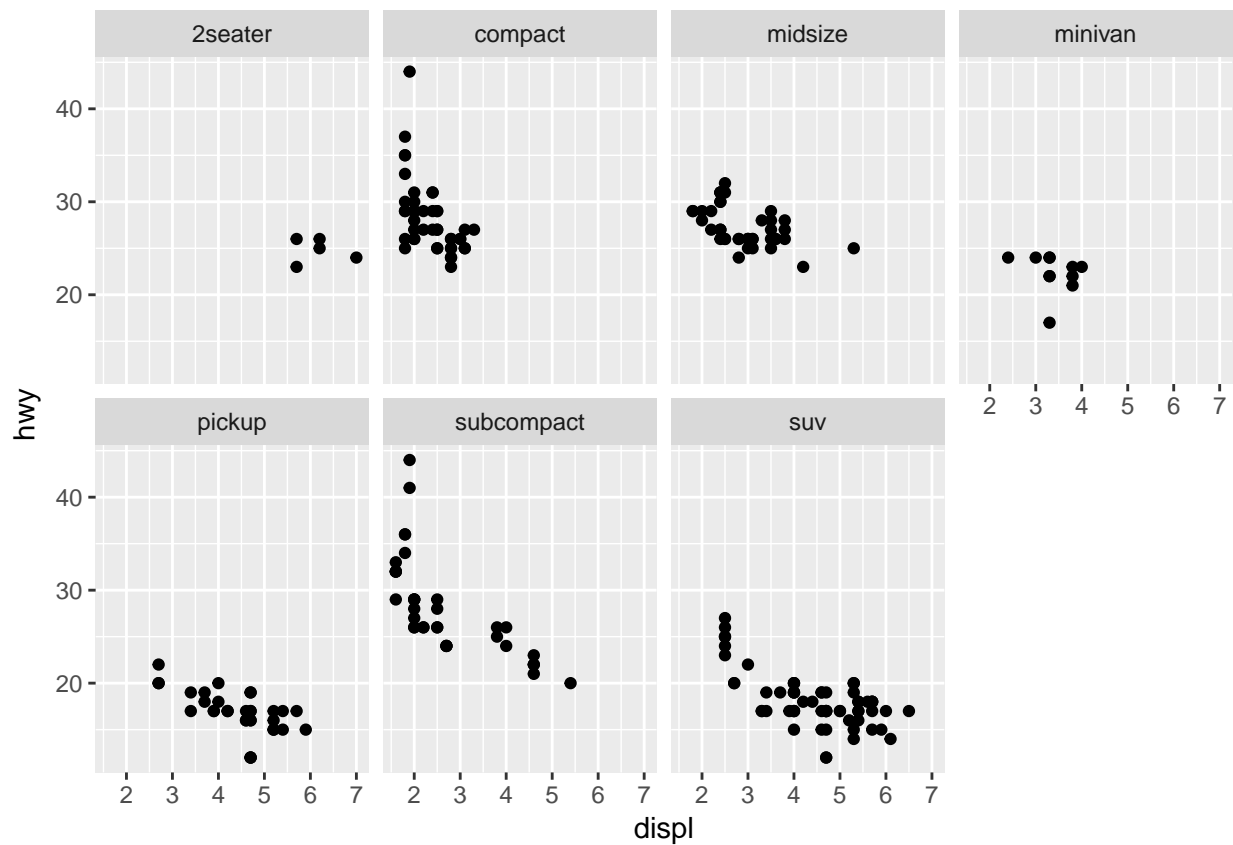 2seater compact midsize minivan
40
30
20
2 3 4 5 6 7
hwy
pickup subcompact suv
40
30
20
2 3 4 5 6 7 2 3 4 5 6 7 2 3 4 5 6 7
displ